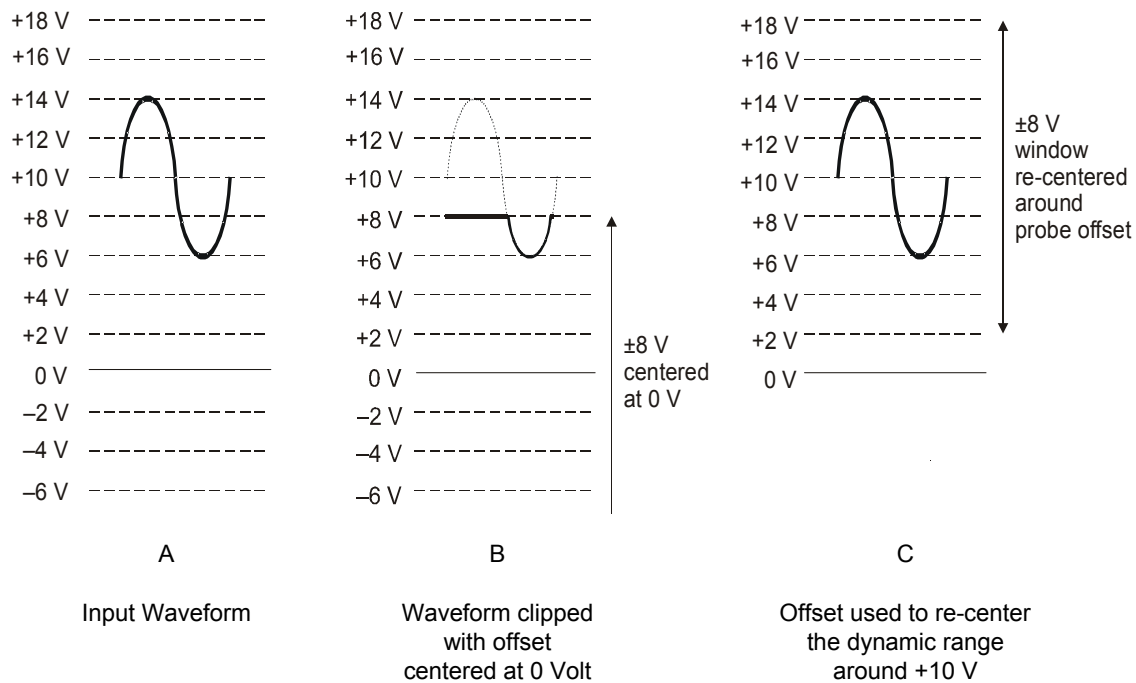 +18 V
+16 V
+14 V
+12 V
+10 V
+8 V
+6 V
+4 V
+2 V
0 V
–2 V
–4 V
–6 V
A
Input Waveform
+18 V
+16 V
+14 V
+12 V
+10 V
+8 V
+6 V
+4 V
+2 V
0 V
–2 V
–4 V
–6 V
±8 V
centered
at 0 V
B
Waveform clipped
with offset
centered at 0 Volt
+18 V
+16 V
+14 V
+12 V
+10 V
+8 V
+6 V
+4 V
+2 V
0 V
±8 V
window
re-centered
around
probe offset
C
Offset used to re-center
the dynamic range
around +10 V